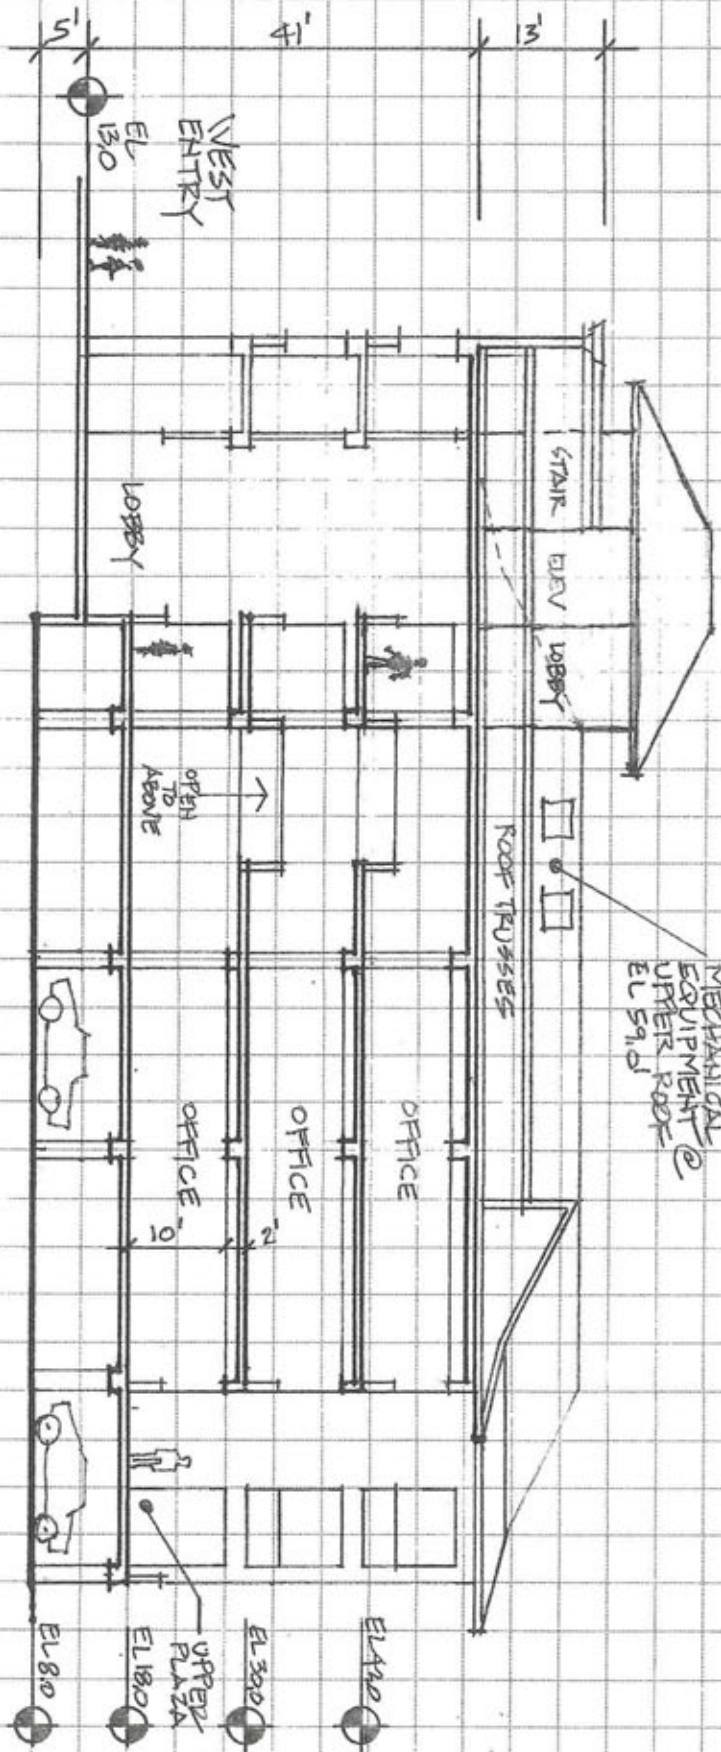 5'
41'
13'
WEST
ENTRY
EL
13.0
LOBBY
STAIR
ELEV
LOBBY
OPEN
TO
ABOVE
ROOF TRUSSES
MECHANICAL
EQUIPMENT @
UPPER ROOF
EL 59.0'
OFFICE
OFFICE
OFFICE
10'
2'
UPPER
PLAZA
EL 8.0
EL 18.0
EL 30.0
EL 42.0